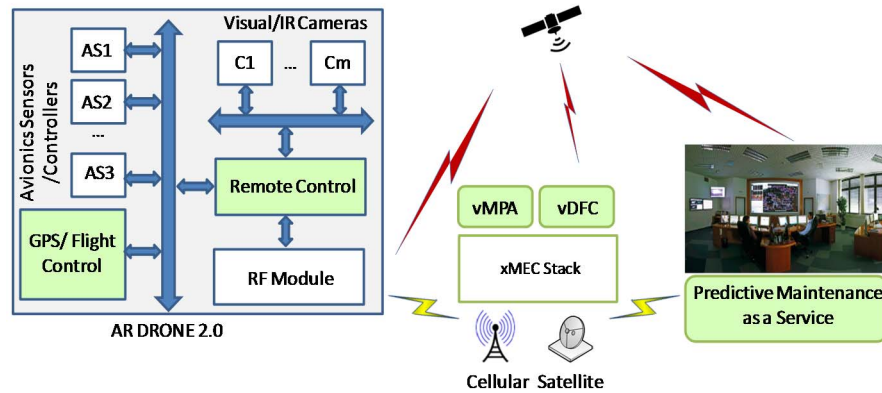 Visual/IR Cameras
Avionics Sensors
/Controllers
AS1
AS2
...
AS3
C1
...
Cm
Remote Control
GPS/ Flight
Control
RF Module
AR DRONE 2.0
vMPA
vDFC
xMEC Stack
Cellular
Satellite
Predictive Maintenance
as a Service